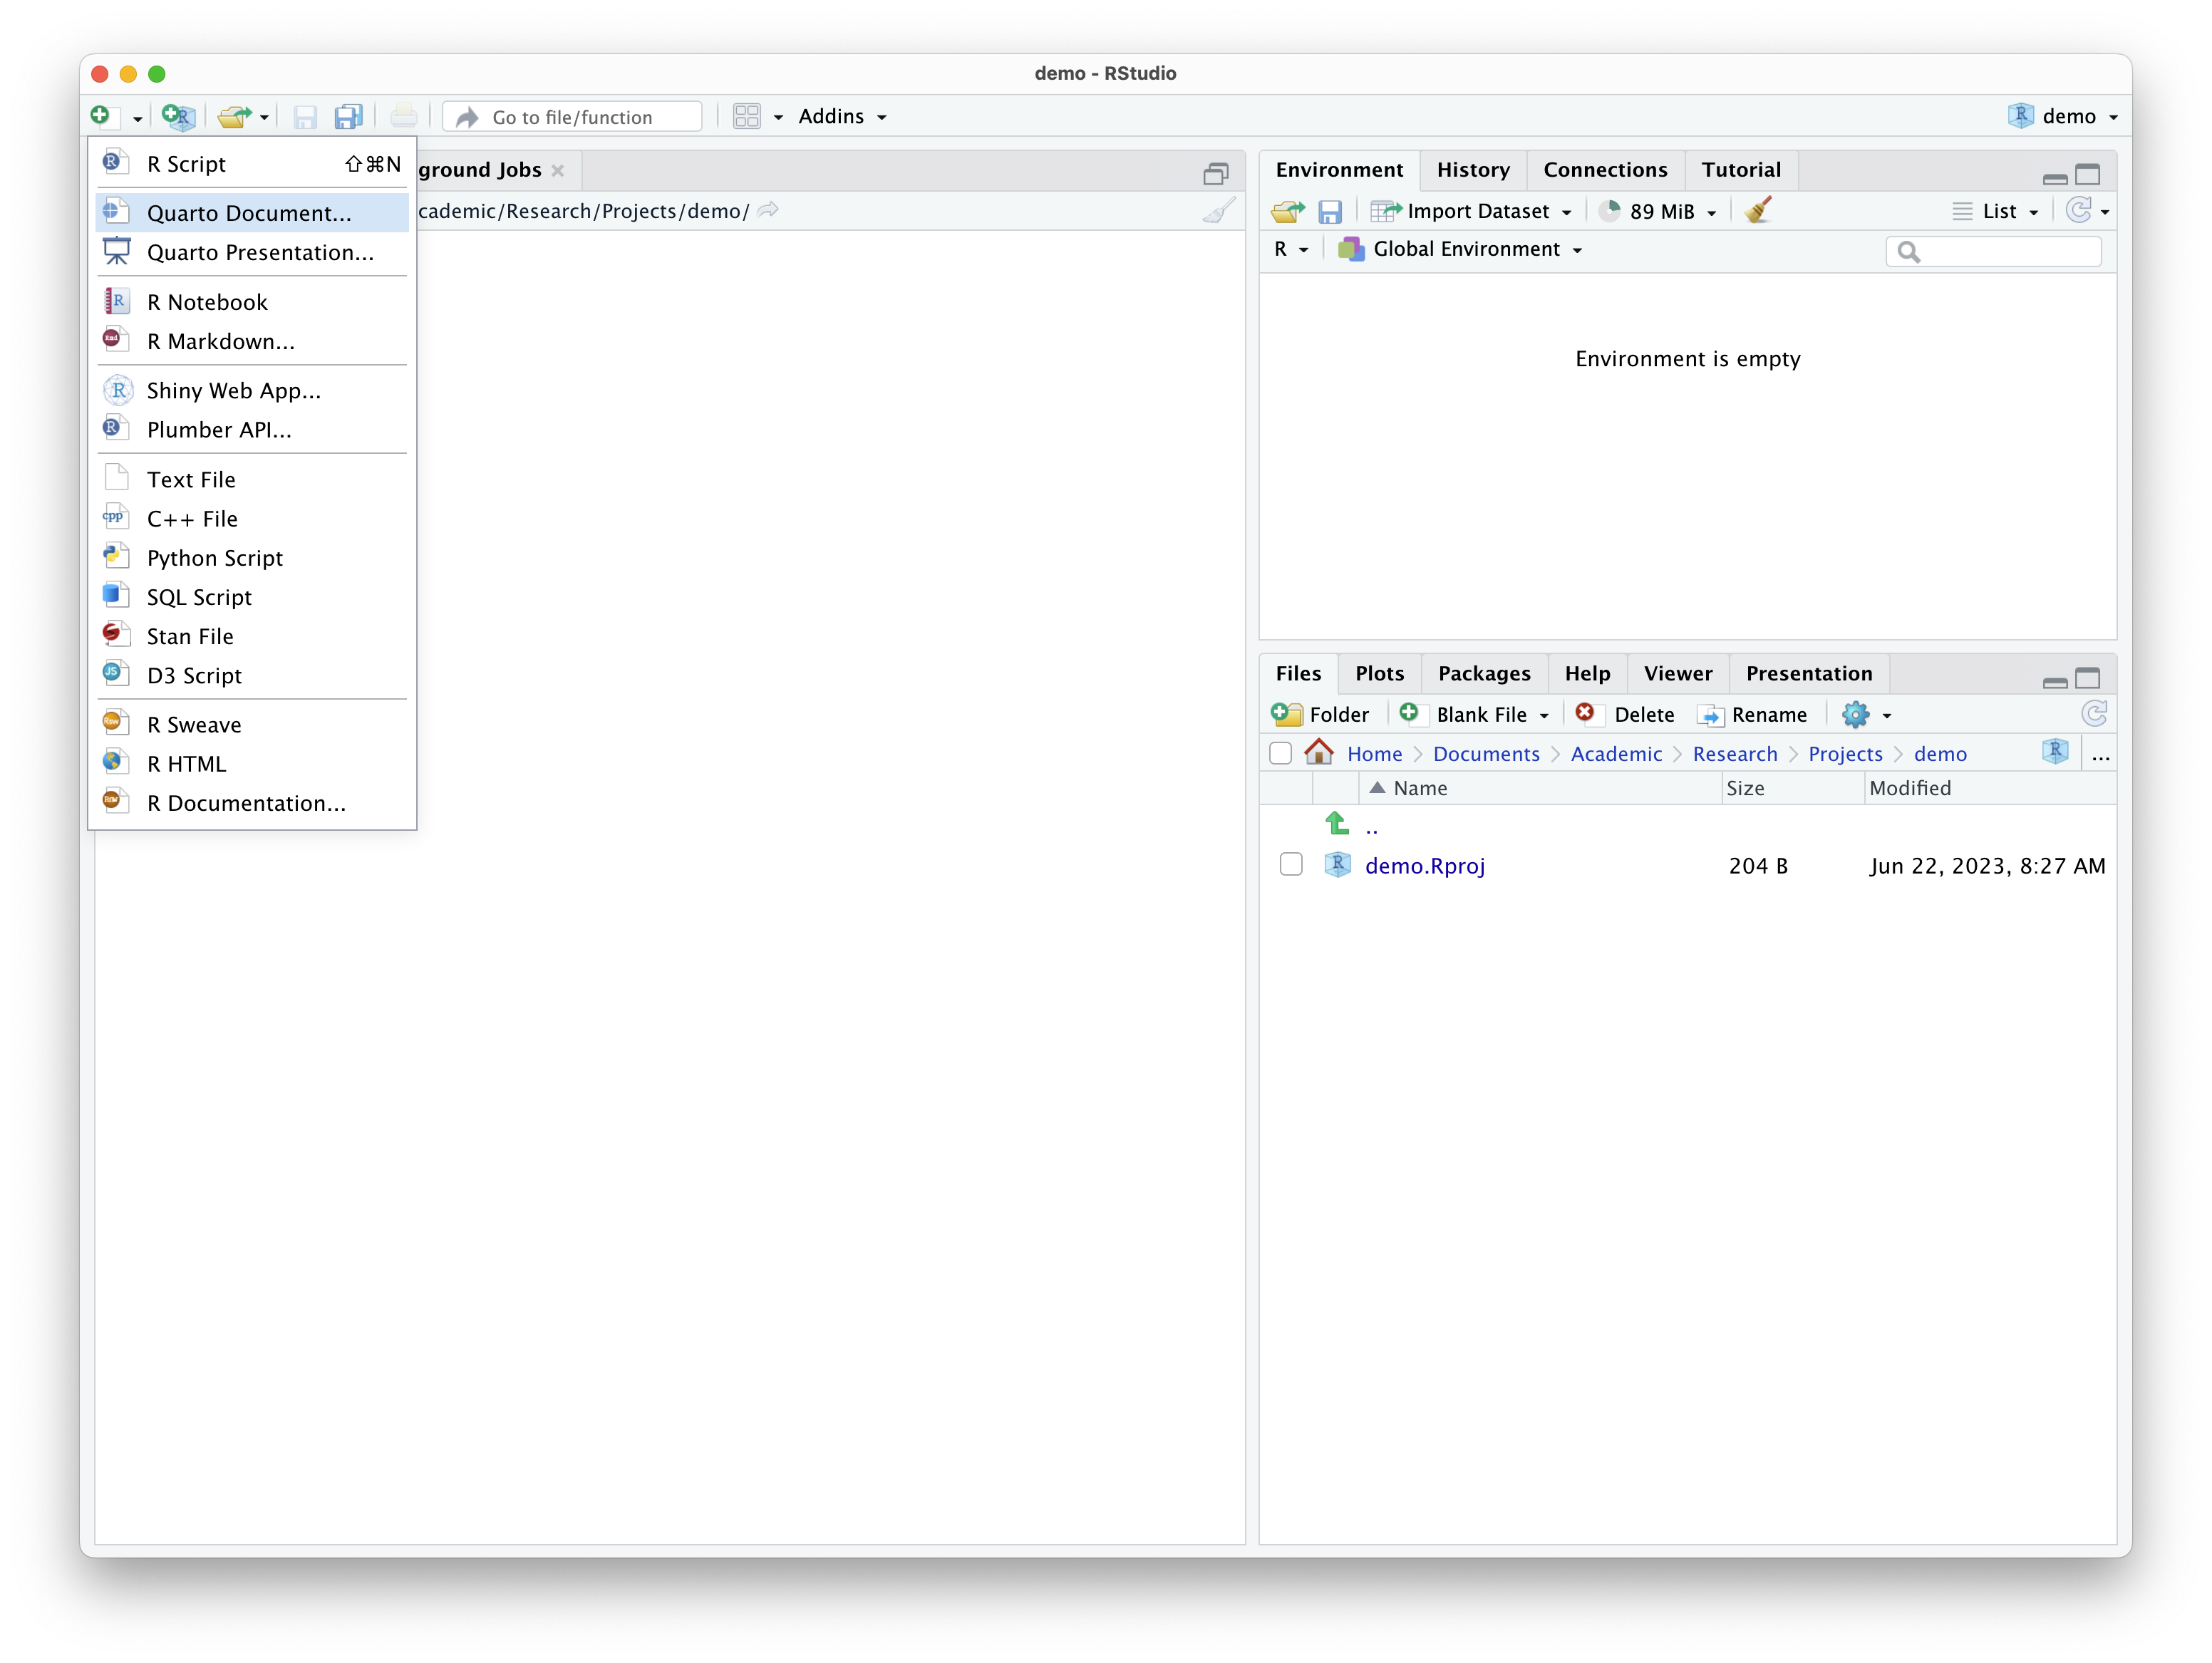 demo - RStudio
Go to file/function
Addins
demo
R Script ⇧⌘N
Quarto Document...
Quarto Presentation...
R Notebook
R Markdown...
Shiny Web App...
Plumber API...
Text File
C++ File
Python Script
SQL Script
Stan File
D3 Script
R Sweave
R HTML
R Documentation...
ground Jobs
cademic/Research/Projects/demo/
Environment History Connections Tutorial
Import Dataset 89 MiB List
R Global Environment
Environment is empty
Files Plots Packages Help Viewer Presentation
Folder Blank File Delete Rename
Home Documents Academic Research Projects demo ...
Name Size Modified
..
demo.Rproj 204 B Jun 22, 2023, 8:27 AM